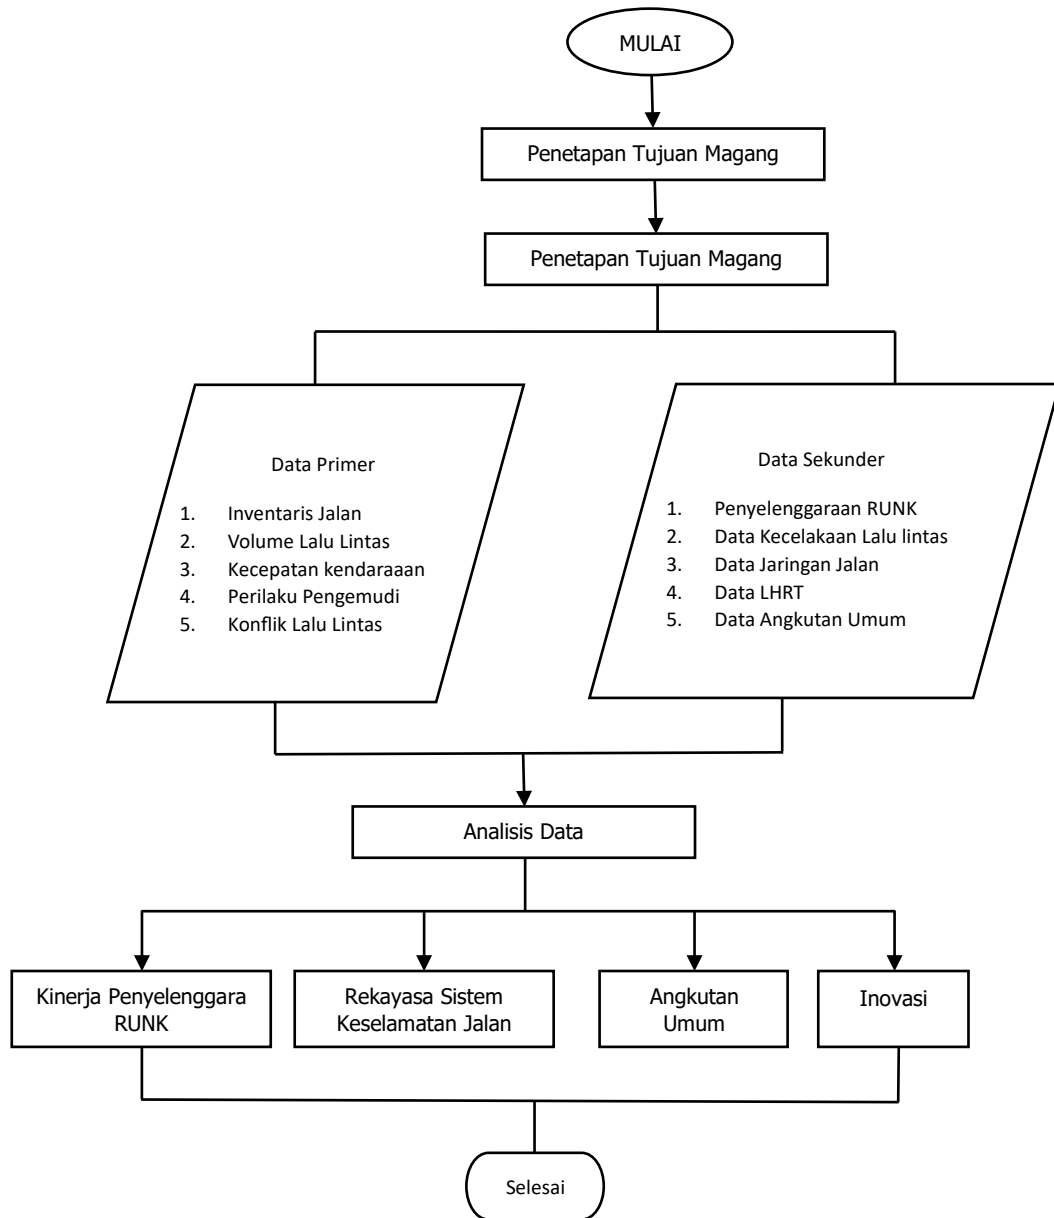 MULAI
Penetapan Tujuan Magang
Penetapan Tujuan Magang
Data Primer
1. Inventaris Jalan
2. Volume Lalu Lintas
3. Kecepatan kendaraaan
4. Perilaku Pengemudi
5. Konflik Lalu Lintas
Data Sekunder
1. Penyelenggaraan RUNK
2. Data Kecelakaan Lalu lintas
3. Data Jaringan Jalan
4. Data LHRT
5. Data Angkutan Umum
Analisis Data
Kinerja Penyelenggara
RUNK
Rekayasa Sistem
Keselamatan Jalan
Angkutan
Umum
Inovasi
Selesai